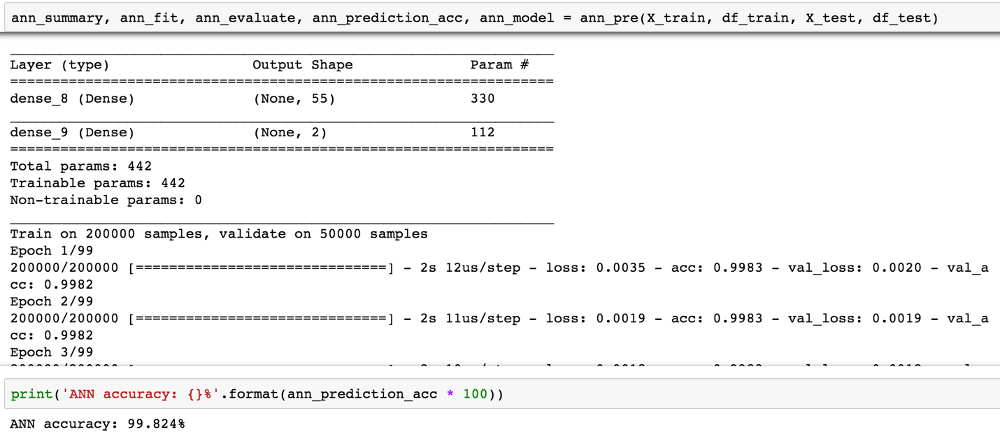 ann_summary, ann_fit, ann_evaluate, ann_prediction_acc, ann_model = ann_pre(X_train, df_train, X_test, df_test)
_________________________________________________________________
Layer (type)                 Output Shape              Param #
=================================================================
dense_8 (Dense)              (None, 55)                330
_________________________________________________________________
dense_9 (Dense)              (None, 2)                 112
=================================================================
Total params: 442
Trainable params: 442
Non-trainable params: 0
_________________________________________________________________
Train on 200000 samples, validate on 50000 samples
Epoch 1/99
200000/200000 [==============================] - 2s 12us/step - loss: 0.0035 - acc: 0.9983 - val_loss: 0.0020 - val_a
cc: 0.9982
Epoch 2/99
200000/200000 [==============================] - 2s 11us/step - loss: 0.0019 - acc: 0.9983 - val_loss: 0.0019 - val_a
cc: 0.9982
Epoch 3/99
print('ANN accuracy: {}%'.format(ann_prediction_acc * 100))
ANN accuracy: 99.824%